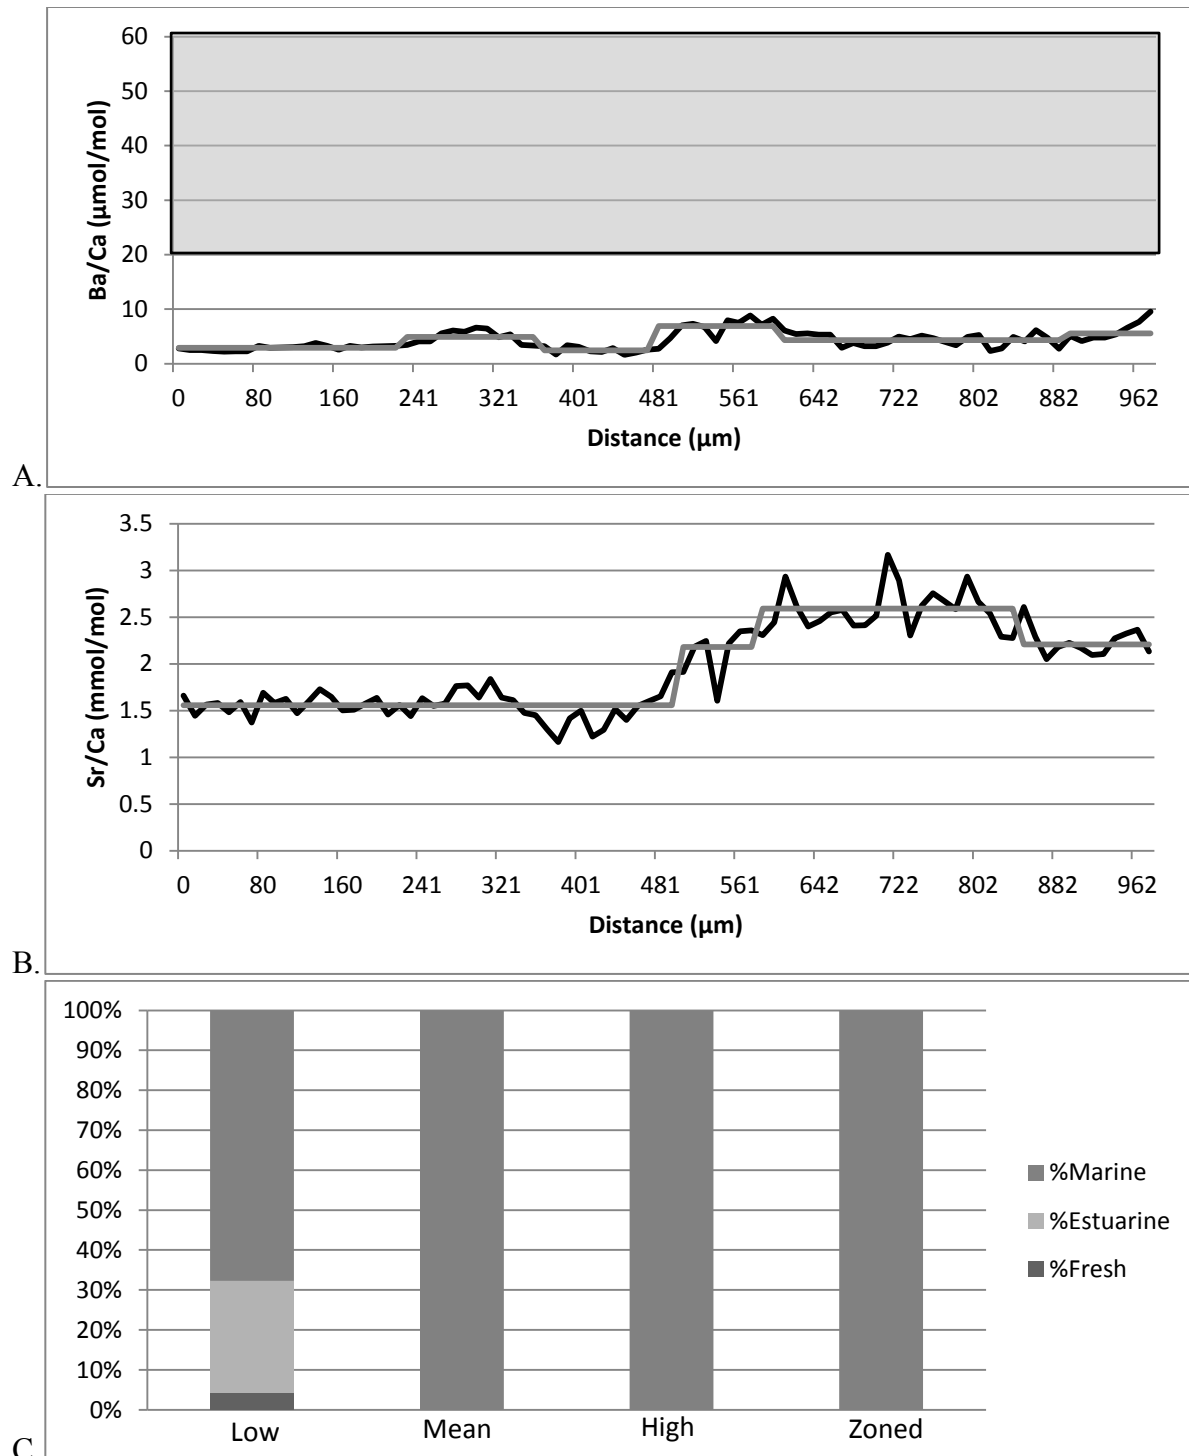 60
50
40
30
20
10
0
Ba/Ca (µmol/mol)
0 80 160 241 321 401 481 561 642 722 802 882 962
Distance (µm)
A.
3.5
3
2.5
2
1.5
1
0.5
0
Sr/Ca (mmol/mol)
0 80 160 241 321 401 481 561 642 722 802 882 962
Distance (µm)
B.
100%
90%
80%
70%
60%
50%
40%
30%
20%
10%
0%
%Marine
%Estuarine
%Fresh
Low Mean High Zoned
C